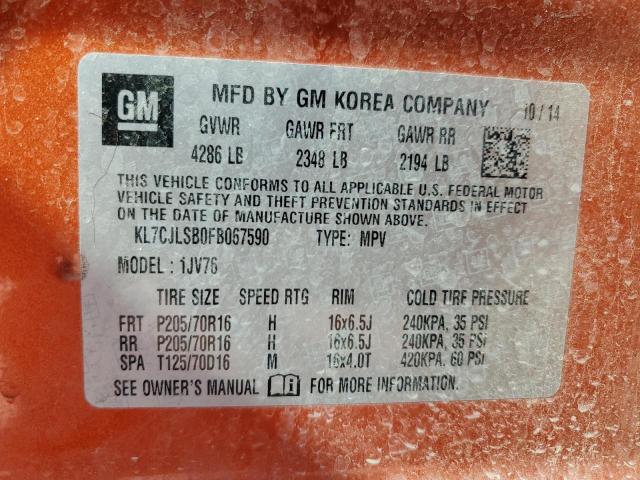 GM MFD BY GM KOREA COMPANY 10/14
GVWR GAWR FRT GAWR RR
4286 LB 2348 LB 2194 LB
THIS VEHICLE CONFORMS TO ALL APPLICABLE U.S. FEDERAL MOTOR
VEHICLE SAFETY AND THEFT PREVENTION STANDARDS IN EFFECT
ON THE DATE OF MANUFACTURE SHOWN ABOVE.
KL7CJLSB0FB067590 TYPE: MPV
MODEL : 1JV76
TIRE SIZE SPEED RTG RIM COLD TIRE PRESSURE
FRT P205/70R16 H 16x6.5J 240KPA, 35 PSI
RR P205/70R16 H 16x6.5J 240KPA, 35 PSI
SPA T125/70D16 M 16x4.0T 420KPA, 60 PSI
SEE OWNER'S MANUAL FOR MORE INFORMATION.